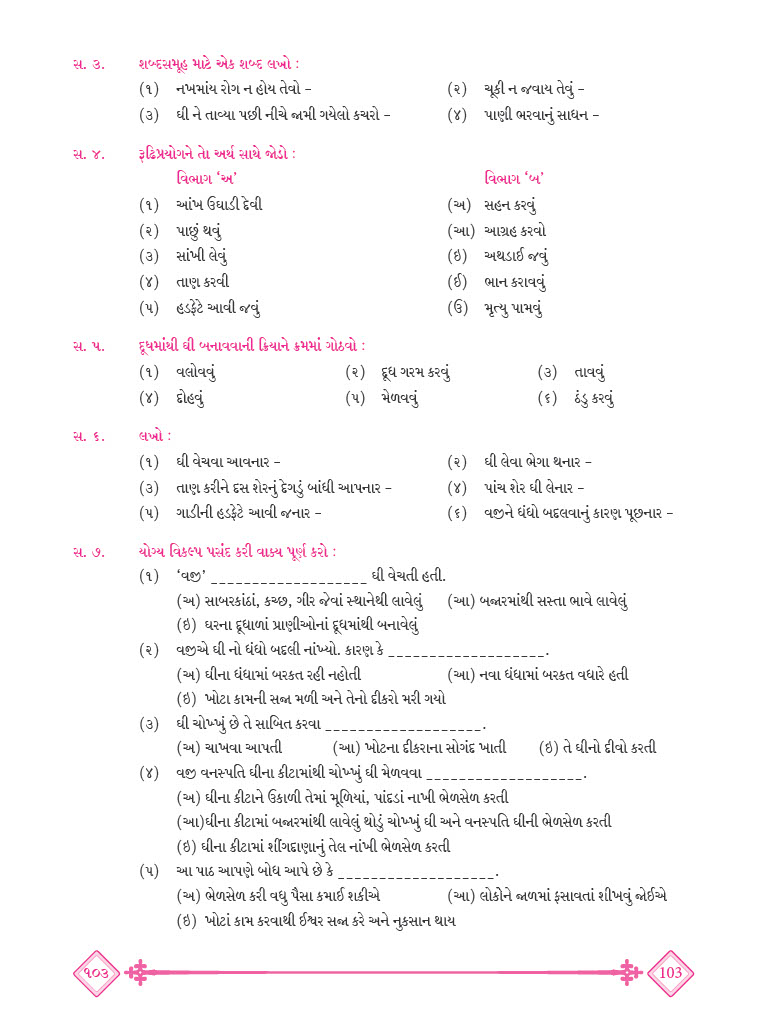 સ. ૩. શબ્દસમૂહ માટે એક શબ્દ લખો :
(૧) નખમાંય રોગ ન હોય તેવો – (૨) ચૂકી ન જવાય તેવું –
(૩) ઘી ને તાવ્યા પછી નીચે જામી ગયેલો કચરો – (૪) પાણી ભરવાનું સાધન –
સ. ૪. રૂઢિપ્રયોગને તેા અર્થ સાથે જોડો :
વિભાગ ‘અ’ વિભાગ ‘બ’
(૧) આંખ ઉઘાડી દેવી (અ) સહન કરવું
(૨) પાછું થવું (આ) આગ્રહ કરવો
(૩) સાંખી લેવું (ઇ) અથડાઈ જવું
(૪) તાણ કરવી (ઈ) ભાન કરાવવું
(૫) હડફેટે આવી જવું (ઉ) મૃત્યુ પામવું
સ. ૫. દૂધમાંથી ઘી બનાવવાની ક્રિયાને ક્રમમાં ગોઠવો :
(૧) વલોવવું (૨) દૂધ ગરમ કરવું (૩) તાવવું
(૪) દોહવું (૫) મેળવવું (૬) ઠંડુ કરવું
સ. ૬. લખો :
(૧) ઘી વેચવા આવનાર – (૨) ઘી લેવા ભેગા થનાર –
(૩) તાણ કરીને દસ શેરનું દેગડું બાંધી આપનાર – (૪) પાંચ શેર ઘી લેનાર –
(૫) ગાડીની હડફેટે આવી જનાર – (૬) વજીને ધંધો બદલવાનું કારણ પૂછનાર –
સ. ૭. યોગ્ય વિકલ્પ પસંદ કરી વાક્ય પૂર્ણ કરો :
(૧) ‘વજી’ ___________________ ઘી વેચતી હતી.
(અ) સાબરકાંઠાં, કચ્છ, ગીર જેવાં સ્થાનેથી લાવેલું (આ) બજારમાંથી સસ્તા ભાવે લાવેલું
(ઇ) ઘરના દૂધાળાં પ્રાણીઓનાં દૂધમાંથી બનાવેલું
(૨) વજીએ ઘી નો ધંધો બદલી નાંખ્યો. કારણ કે ___________________.
(અ) ઘીના ધંધામાં બરકત રહી નહોતી (આ) નવા ધંધામાં બરકત વધારે હતી
(ઇ) ખોટા કામની સજા મળી અને તેનો દીકરો મરી ગયો
(૩) ઘી ચોખ્ખું છે તે સાબિત કરવા ___________________.
(અ) ચાખવા આપતી (આ) ખોટના દીકરાના સોગંદ ખાતી (ઇ) તે ઘીનો દીવો કરતી
(૪) વજી વનસ્પતિ ઘીના કીટામાંથી ચોખ્ખું ઘી મેળવવા ___________________.
(અ) ઘીના કીટાને ઉકાળી તેમાં મૂળિયાં, પાંદડાં નાખી ભેળસેળ કરતી
(આ)ઘીના કીટામાં બજારમાંથી લાવેલું થોડું ચોખ્ખું ઘી અને વનસ્પતિ ઘીની ભેળસેળ કરતી
(ઇ) ઘીના કીટામાં શીંગદાણાનું તેલ નાંખી ભેળસેળ કરતી
(૫) આ પાઠ આપણે બોધ આપે છે કે ___________________.
(અ) ભેળસેળ કરી વધુ પૈસા કમાઈ શકીએ (આ) લોકોને જાળમાં ફસાવતાં શીખવું જોઈએ
(ઇ) ખોટાં કામ કરવાથી ઈશ્વર સજા કરે અને નુકસાન થાય
૧૦૩ 103